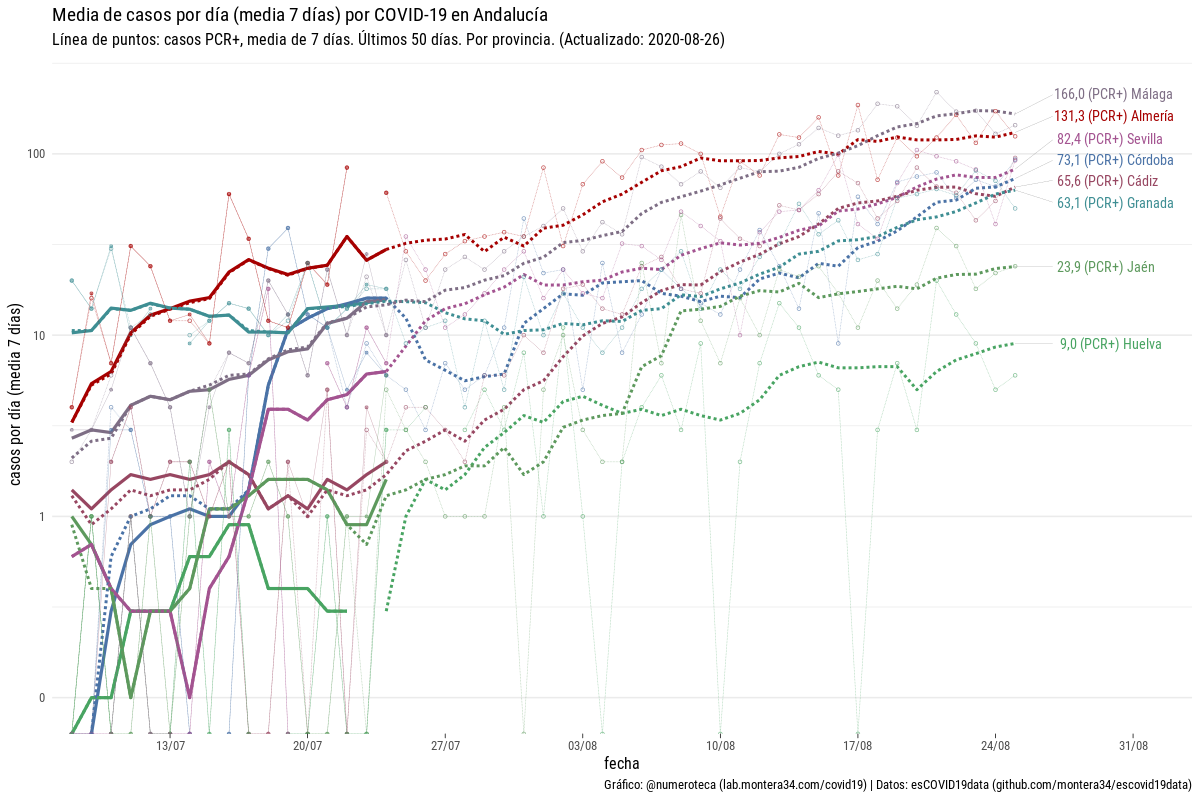 Media de casos por día (media 7 días) por COVID-19 en Andalucía
Línea de puntos: casos PCR+, media de 7 días. Últimos 50 días. Por provincia. (Actualizado: 2020-08-26)
166,0 (PCR+) Málaga
131,3 (PCR+) Almería
82,4 (PCR+) Sevilla
73,1 (PCR+) Córdoba
65,6 (PCR+) Cádiz
63,1 (PCR+) Granada
23,9 (PCR+) Jaén
9,0 (PCR+) Huelva
casos por día (media 7 días)
100
10
1
0
13/07 20/07 27/07 03/08 10/08 17/08 24/08 31/08
fecha
Gráfico: @numeroteca (lab.montera34.com/covid19) | Datos: esCOVID19data (github.com/montera34/escovid19data)